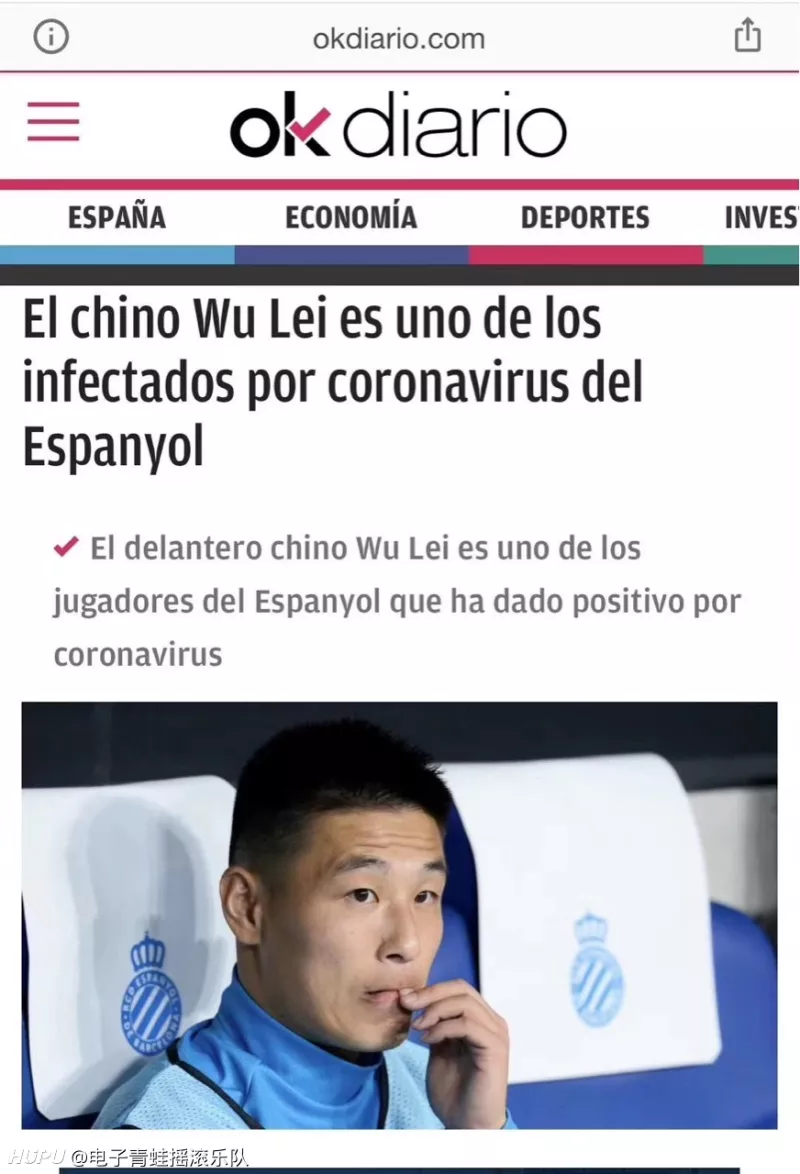 okdiario.com
ok diario
ESPAÑA ECONOMÍA DEPORTES INVES
El chino Wu Lei es uno de los
infectados por coronavirus del
Espanyol
El delantero chino Wu Lei es uno de los
jugadores del Espanyol que ha dado positivo por
coronavirus
RCD ESPANYOL
DE BARCELONA
HUPU @电子青蛙摇滚乐队